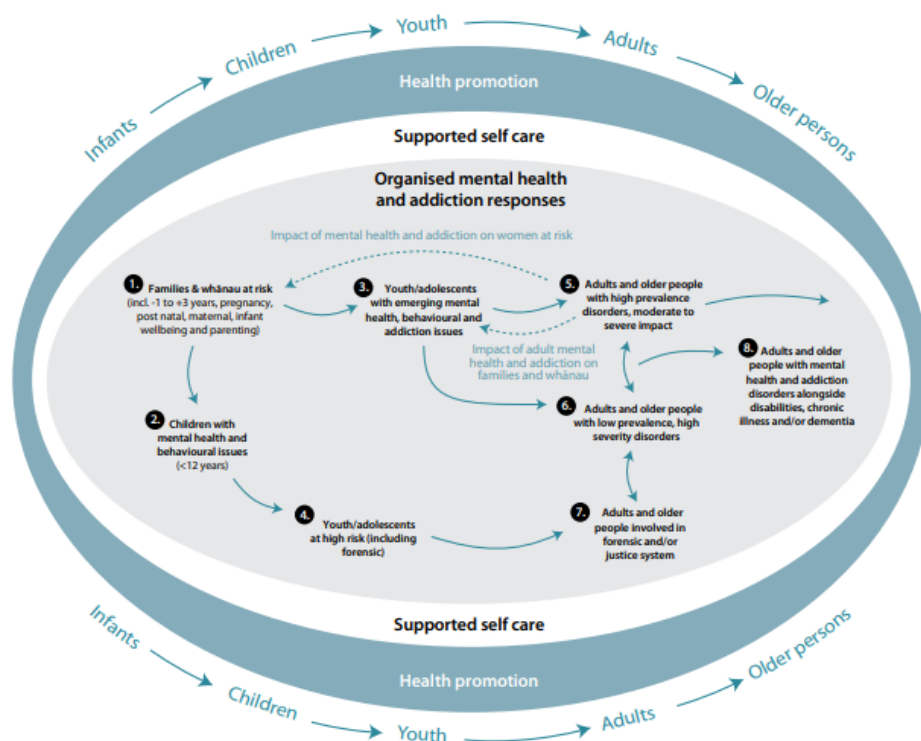 Infants
Children
Youth
Adults
Older persons
Health promotion
Supported self care
Organised mental health
and addiction responses
Impact of mental health and addiction on women at risk
1. Families & whānau at risk
(incl. -1 to +3 years, pregnancy,
post natal, maternal, infant
wellbeing and parenting)
3. Youth/adolescents
with emerging mental
health, behavioural and
addiction issues
5. Adults and older people
with high prevalence
disorders, moderate to
severe impact
Impact of adult mental
health and addiction on
families and whānau
8. Adults and older
people with mental
health and addiction
disorders alongside
disabilities, chronic
illness and/or dementia
2. Children with
mental health and
behavioural issues
(<12 years)
6. Adults and older people
with low prevalence, high
severity disorders
4. Youth/adolescents
at high risk (including
forensic)
7. Adults and older
people involved in
forensic and/or
justice system
Supported self care
Health promotion
Infants
Children
Youth
Adults
Older persons